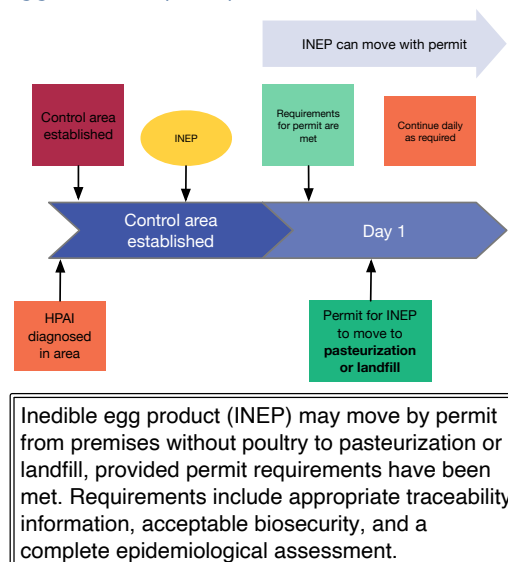 INEP can move with permit
Control area
established
INEP
Requirements
for permit are
met
Continue daily
as required
Control area
established
Day 1
HPAI
diagnosed
in area
Permit for INEP
to move to
pasteurization
or landfill
Inedible egg product (INEP) may move by permit
from premises without poultry to pasteurization or
landfill, provided permit requirements have been
met. Requirements include appropriate traceability
information, acceptable biosecurity, and a
complete epidemiological assessment.